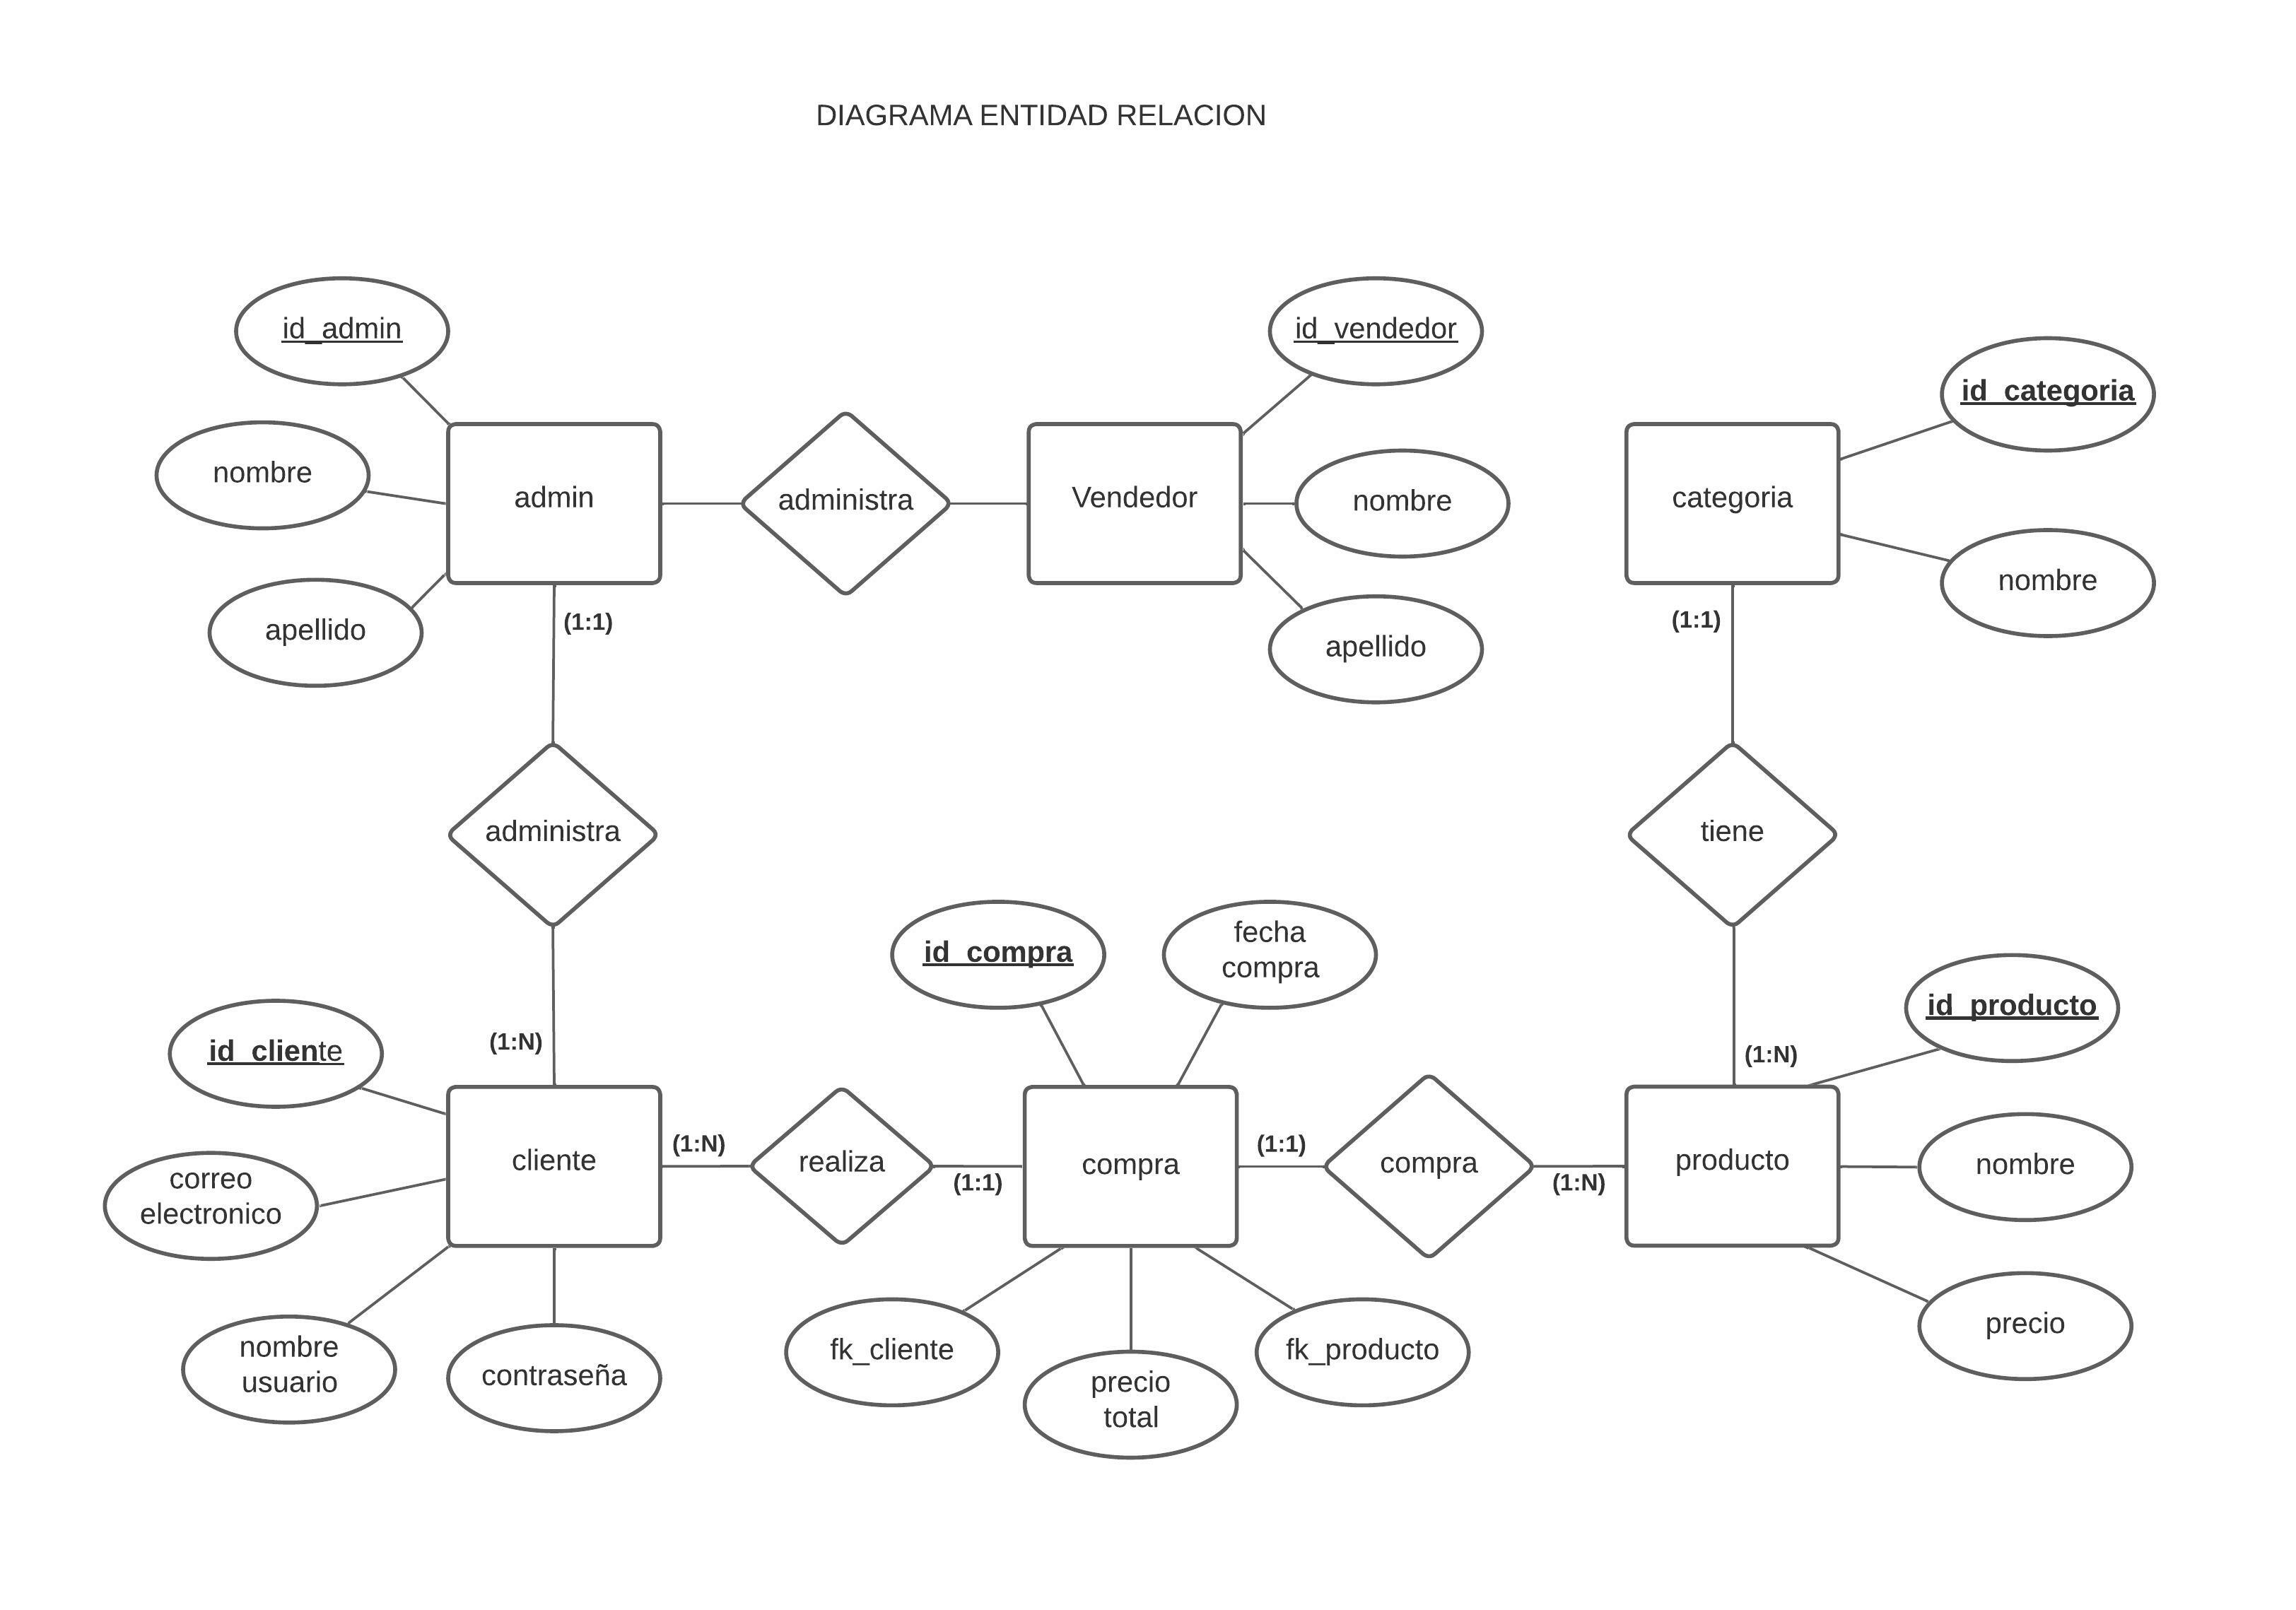 DIAGRAMA ENTIDAD RELACION
id_admin
id_vendedor
id_categoria
nombre
admin
administra
Vendedor
nombre
categoria
nombre
apellido
(1:1)
apellido
(1:1)
administra
tiene
id_compra
fecha
compra
id_cliente
(1:N)
(1:N)
id_producto
cliente
(1:N)
realiza
(1:1)
compra
(1:1)
compra
(1:N)
producto
nombre
correo
electronico
nombre
usuario
contraseña
fk_cliente
precio
total
fk_producto
precio